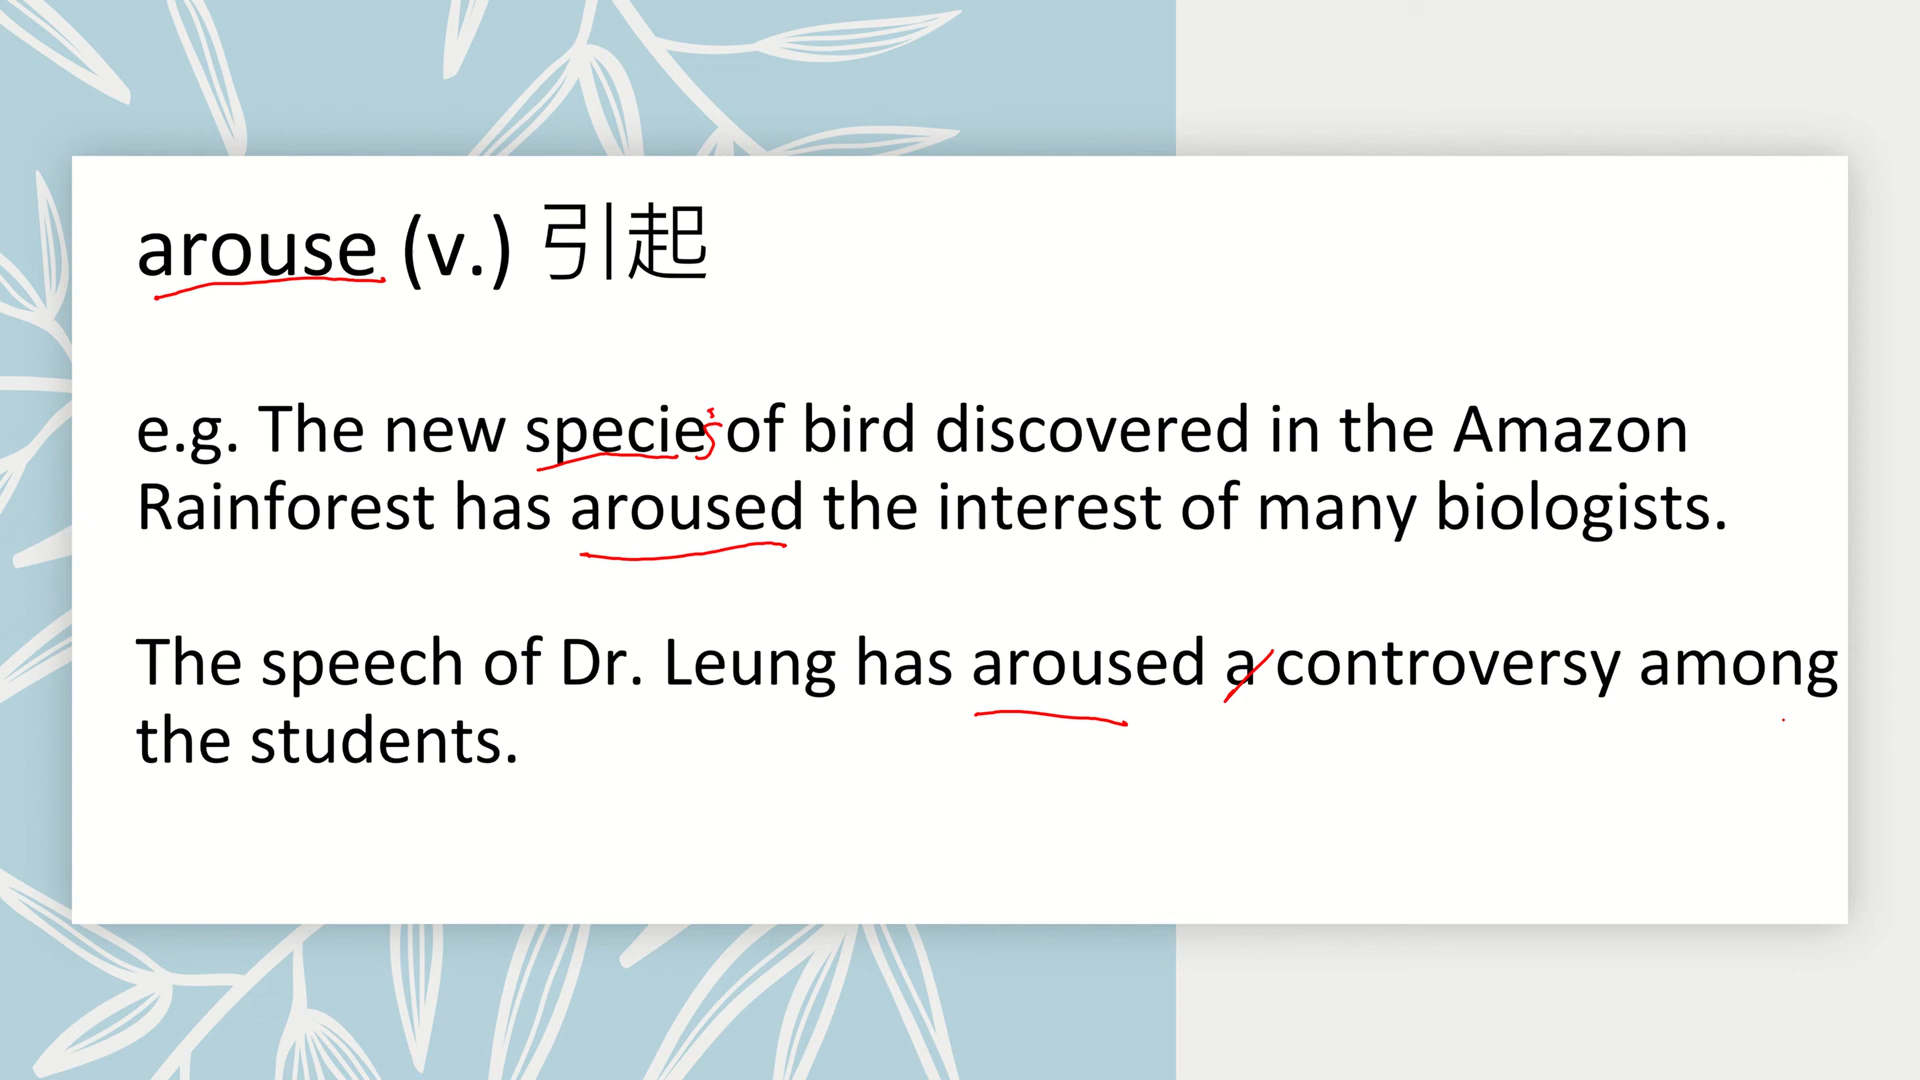 arouse (v.) 引起
e.g. The new species of bird discovered in the Amazon
Rainforest has aroused the interest of many biologists.
The speech of Dr. Leung has aroused a controversy among
the students.